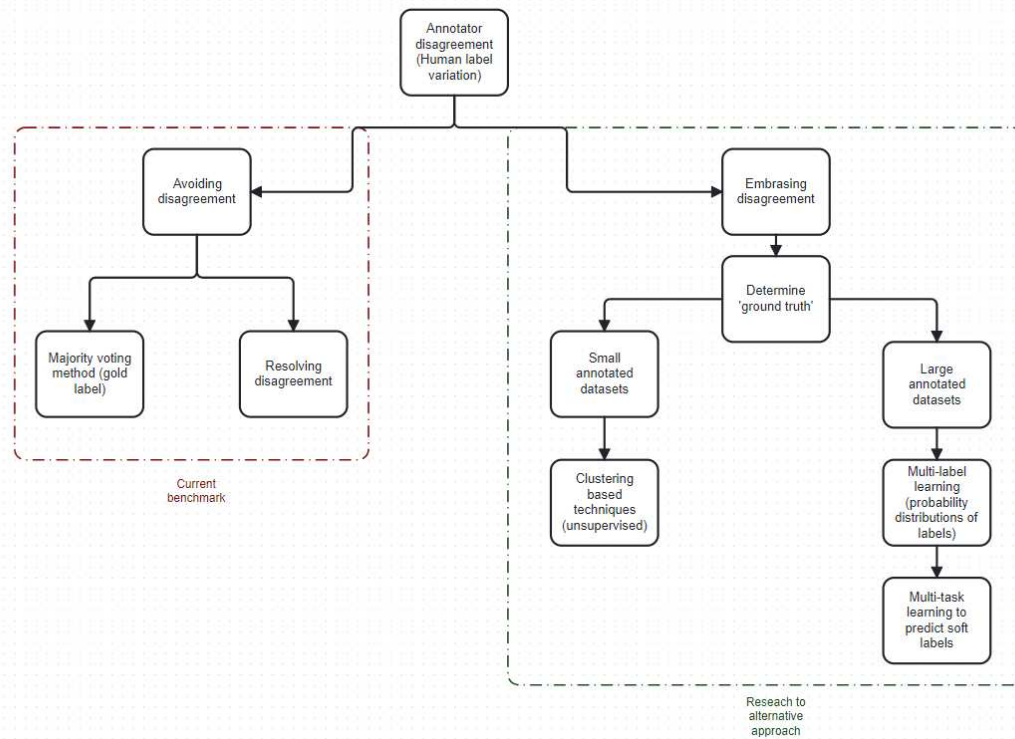 Annotator
disagreement
(Human label
variation)
Avoiding
disagreement
Embrasing
disagreement
Determine
'ground truth'
Majority voting
method (gold
label)
Resolving
disagreement
Small
annotated
datasets
Large
annotated
datasets
Clustering
based
techniques
(unsupervised)
Multi-label
learning
(probability
distributions of
labels)
Multi-task
learning to
predict soft
labels
Current
benchmark
Reseach to
alternative
approach